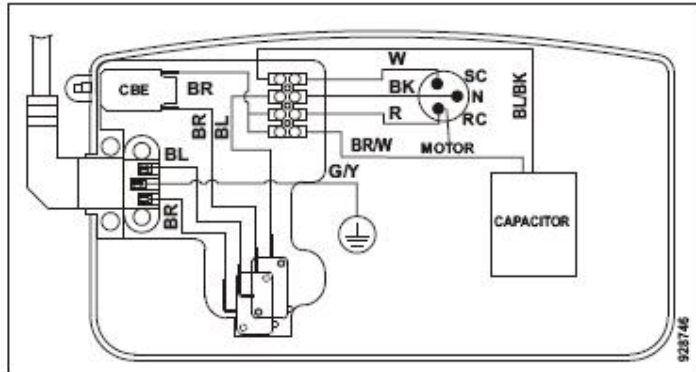 W
SC
CBE
BR
BK
N
BL/BK
R
RC
BR
BL
MOTOR
BR/W
BL
G/Y
BR
CAPACITOR
928746